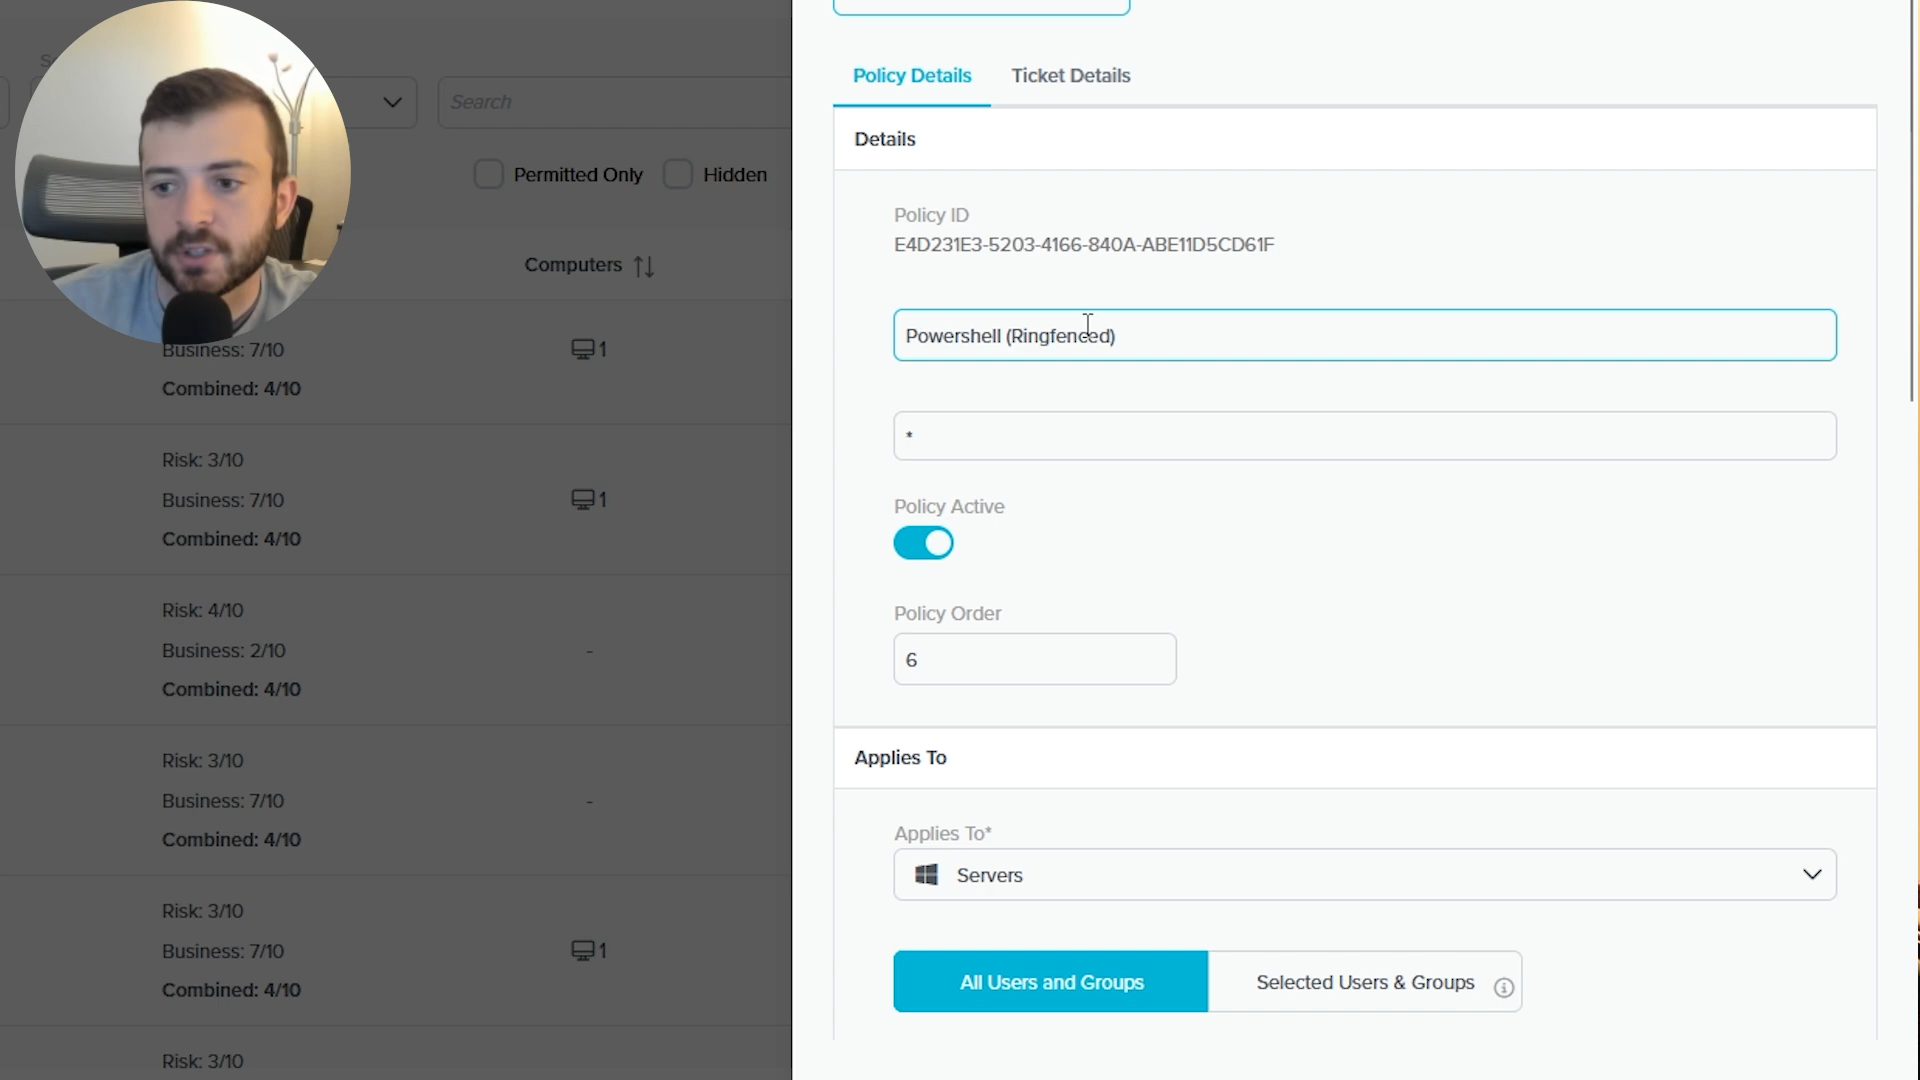 Search
Permitted Only
Hidden
Computers
Business: 7/10
1
Combined: 4/10
Risk: 3/10
Business: 7/10
1
Combined: 4/10
Risk: 4/10
Business: 2/10
-
Combined: 4/10
Risk: 3/10
Business: 7/10
-
Combined: 4/10
Risk: 3/10
Business: 7/10
1
Combined: 4/10
Risk: 3/10
Policy Details
Ticket Details
Details
Policy ID
E4D231E3-5203-4166-840A-ABE11D5CD61F
Powershell (Ringfenced)
*
Policy Active
Policy Order
6
Applies To
Applies To*
Servers
All Users and Groups
Selected Users & Groups